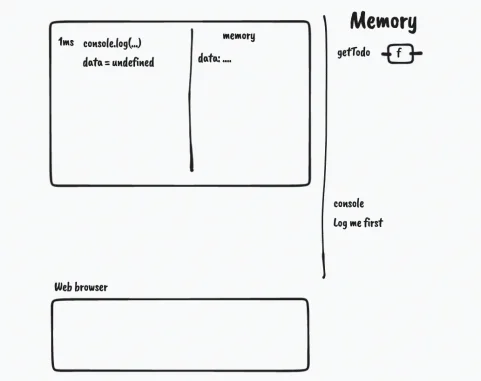 Memory
1ms console.log(...)
data = undefined
memory
data: ....
getTodo f
console
Log me first
Web browser